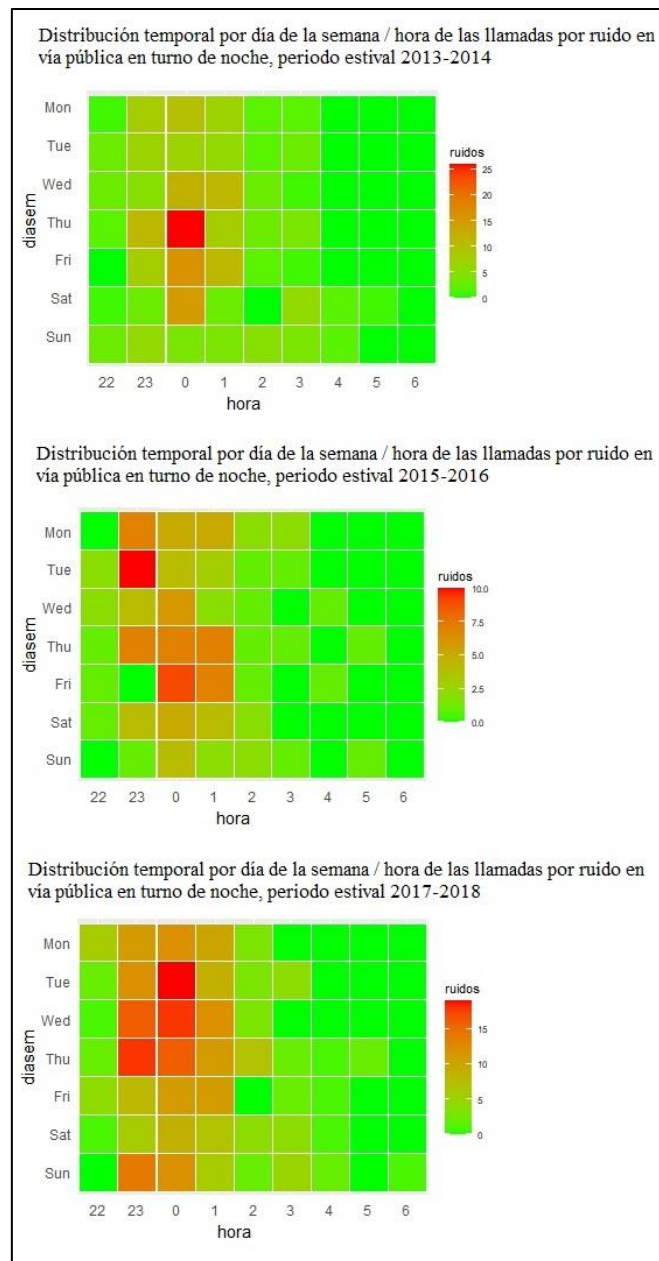 Distribución temporal por día de la semana / hora de las llamadas por ruido en
vía pública en turno de noche, periodo estival 2013-2014
Mon
Tue
Wed
Thu
Fri
Sat
Sun
diasem
22 23 0 1 2 3 4 5 6
hora
ruidos
25
20
15
10
5
0
Distribución temporal por día de la semana / hora de las llamadas por ruido en
vía pública en turno de noche, periodo estival 2015-2016
Mon
Tue
Wed
Thu
Fri
Sat
Sun
diasem
22 23 0 1 2 3 4 5 6
hora
ruidos
10.0
7.5
5.0
2.5
0.0
Distribución temporal por día de la semana / hora de las llamadas por ruido en
vía pública en turno de noche, periodo estival 2017-2018
Mon
Tue
Wed
Thu
Fri
Sat
Sun
diasem
22 23 0 1 2 3 4 5 6
hora
ruidos
15
10
5
0